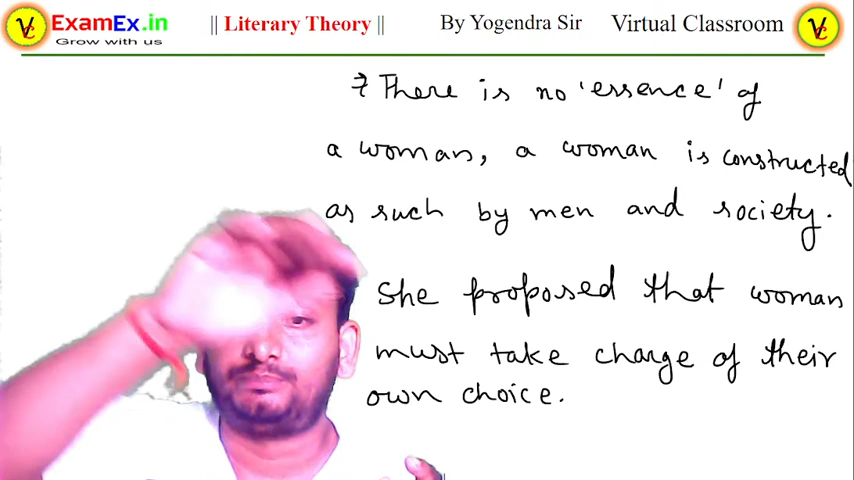 ExamEx.in
Grow with us
|| Literary Theory ||
By Yogendra Sir
Virtual Classroom
VC
VC
There is no 'essence' of
a woman, a woman is constructed
as such by men and society.
She proposed that woman
must take charge of their
own choice.